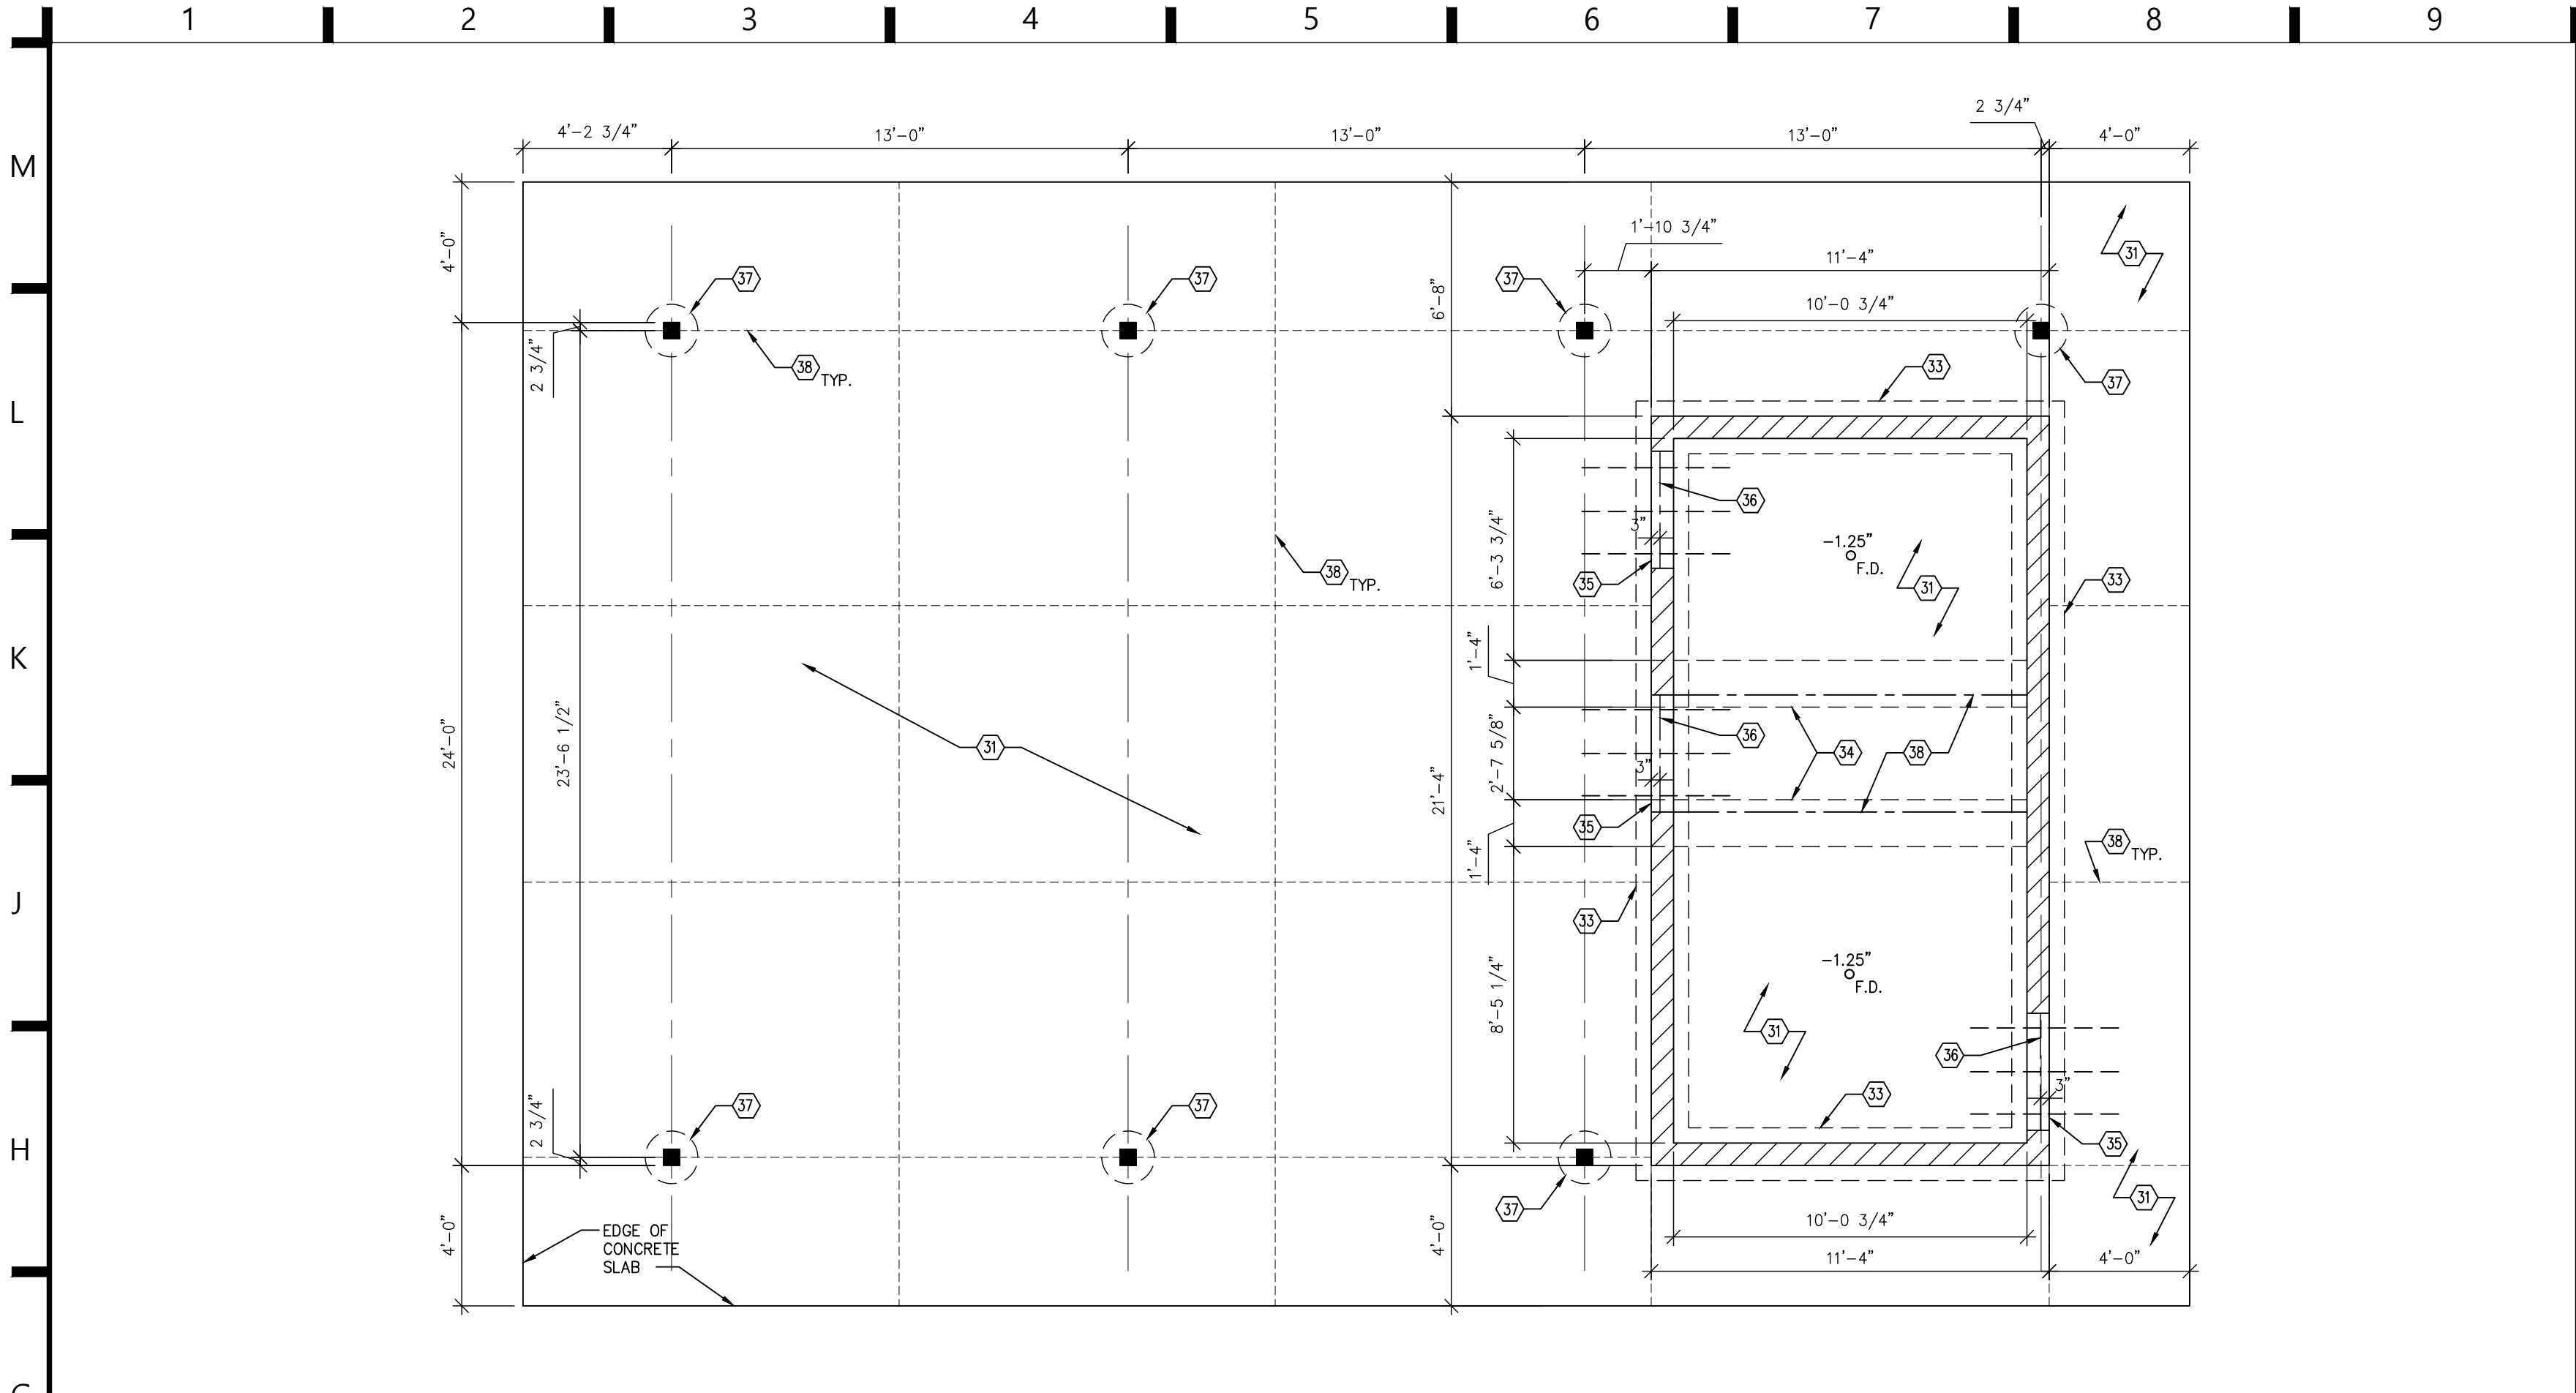 1 2 3 4 5 6 7 8 9
2 3/4”
4’-2 3/4” 13’-0” 13’-0” 13’-0” 4’-0”
M
1’-10 3/4”
4’-0”
31
11’-4”
37 37 37
6’-8”
10’-0 3/4”
2 3/4”
38 TYP.
33
37
L
36
3”
6’-3 3/4”
-1.25”
F.D.
38 TYP.
35
31
33
K
1’-4”
24’-0”
23’-6 1/2”
31
36
2’-7 5/8”
34 38
3”
21’-4”
35
38 TYP.
1’-4”
J
33
-1.25”
F.D.
8’-5 1/4”
31
36
3”
33
2 3/4”
37 37
35
H
31
37
4’-0”
4’-0”
EDGE OF
CONCRETE
SLAB
10’-0 3/4”
11’-4” 4’-0”